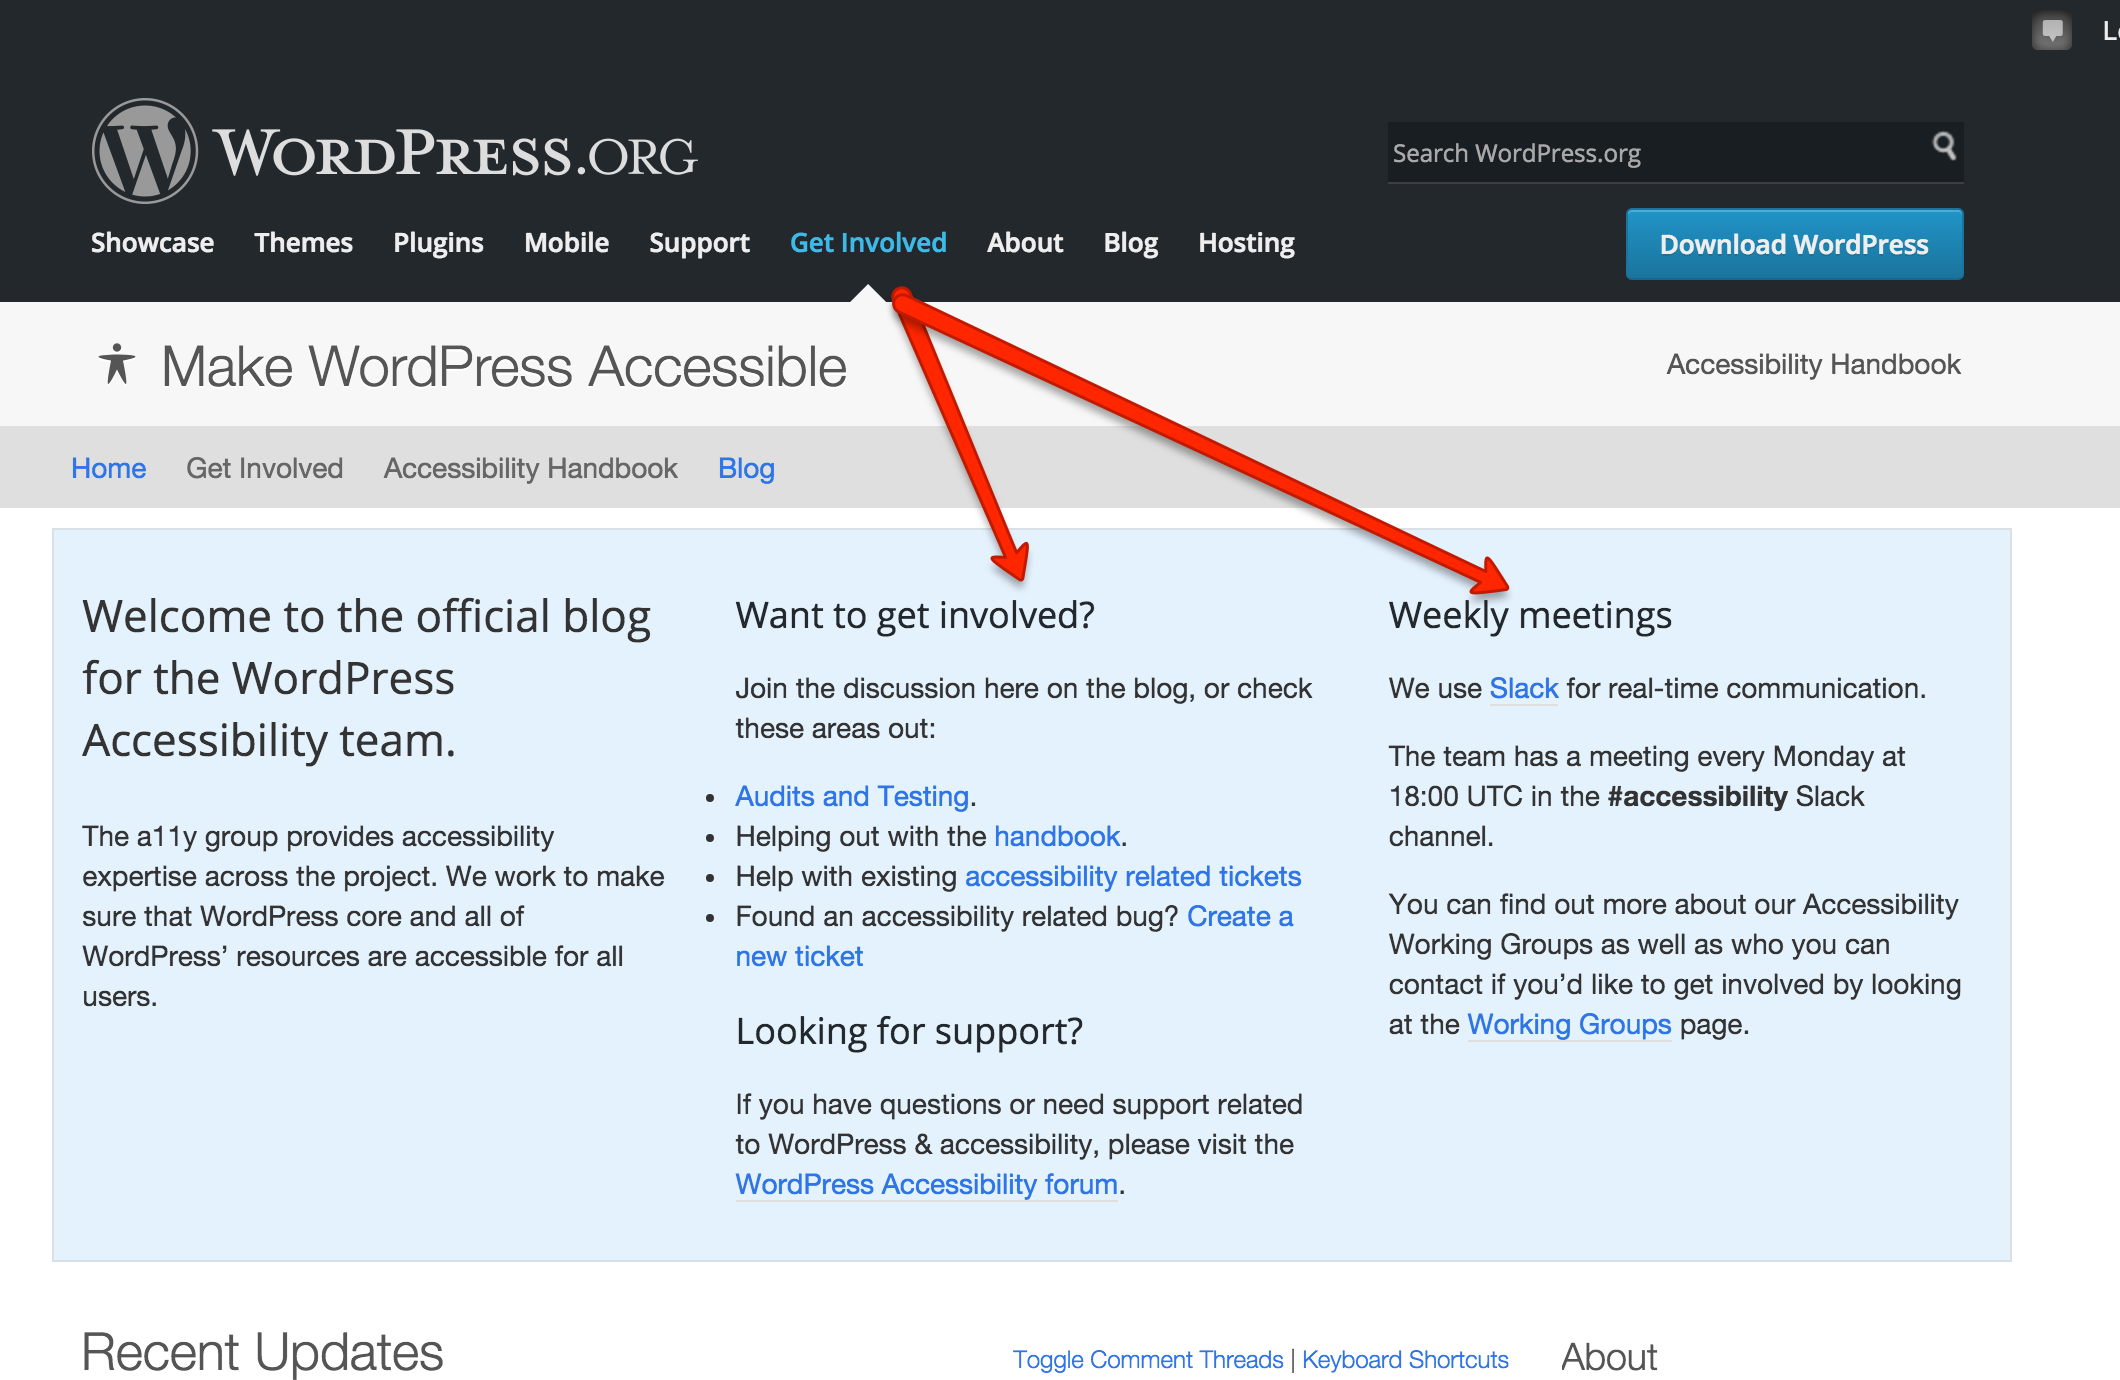 WORDPRESS.ORG
Search WordPress.org
Showcase Themes Plugins Mobile Support Get Involved About Blog Hosting
Download WordPress
Make WordPress Accessible
Accessibility Handbook
Home Get Involved Accessibility Handbook Blog
Welcome to the official blog
for the WordPress
Accessibility team.
The a11y group provides accessibility
expertise across the project. We work to make
sure that WordPress core and all of
WordPress’ resources are accessible for all
users.
Want to get involved?
Join the discussion here on the blog, or check
these areas out:
• Audits and Testing.
• Helping out with the handbook.
• Help with existing accessibility related tickets
• Found an accessibility related bug? Create a
new ticket
Looking for support?
If you have questions or need support related
to WordPress & accessibility, please visit the
WordPress Accessibility forum.
Weekly meetings
We use Slack for real-time communication.
The team has a meeting every Monday at
18:00 UTC in the #accessibility Slack
channel.
You can find out more about our Accessibility
Working Groups as well as who you can
contact if you’d like to get involved by looking
at the Working Groups page.
Recent Updates
Toggle Comment Threads | Keyboard Shortcuts
About